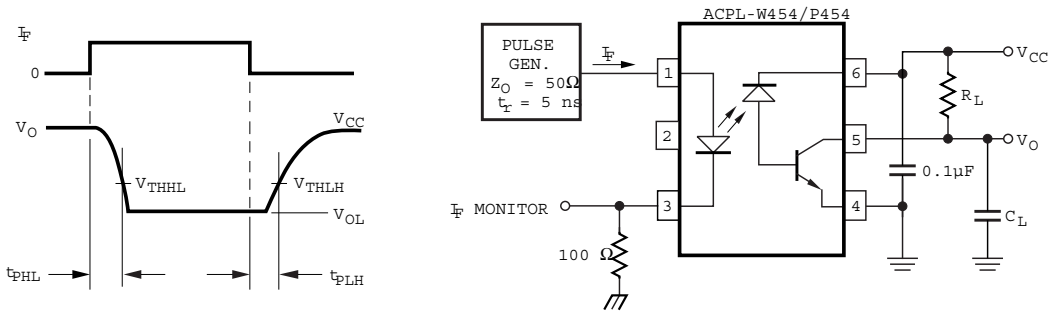 IF
0
VO
VCC
VTHHL
VTHLH
VOL
tPHL
tPLH
ACPL-W454/P454
PULSE
GEN.
ZO = 50Ω
tr = 5 ns
IF
1
2
3
6
5
4
VCC
RL
VO
0.1µF
CL
IF MONITOR
100 Ω